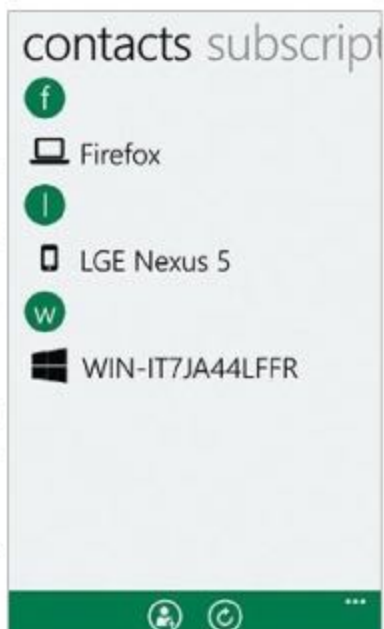 contacts subscript
f
Firefox
l
LGE Nexus 5
w
WIN-IT7JA44LFFR